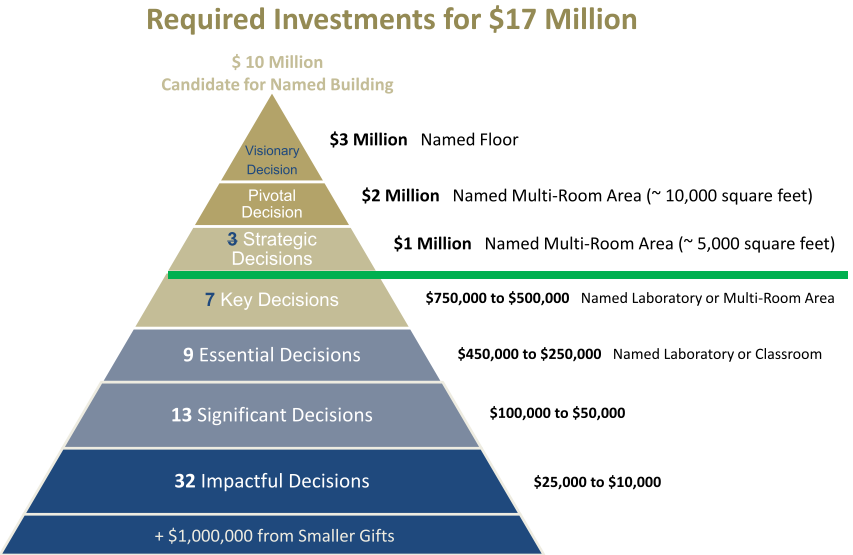 Required Investments for $17 Million
$ 10 Million
Candidate for Named Building
Visionary
Decision
$3 Million Named Floor
Pivotal
Decision
$2 Million Named Multi-Room Area (~ 10,000 square feet)
3 Strategic
Decisions
$1 Million Named Multi-Room Area (~ 5,000 square feet)
7 Key Decisions
$750,000 to $500,000 Named Laboratory or Multi-Room Area
9 Essential Decisions
$450,000 to $250,000 Named Laboratory or Classroom
13 Significant Decisions
$100,000 to $50,000
32 Impactful Decisions
$25,000 to $10,000
+ $1,000,000 from Smaller Gifts